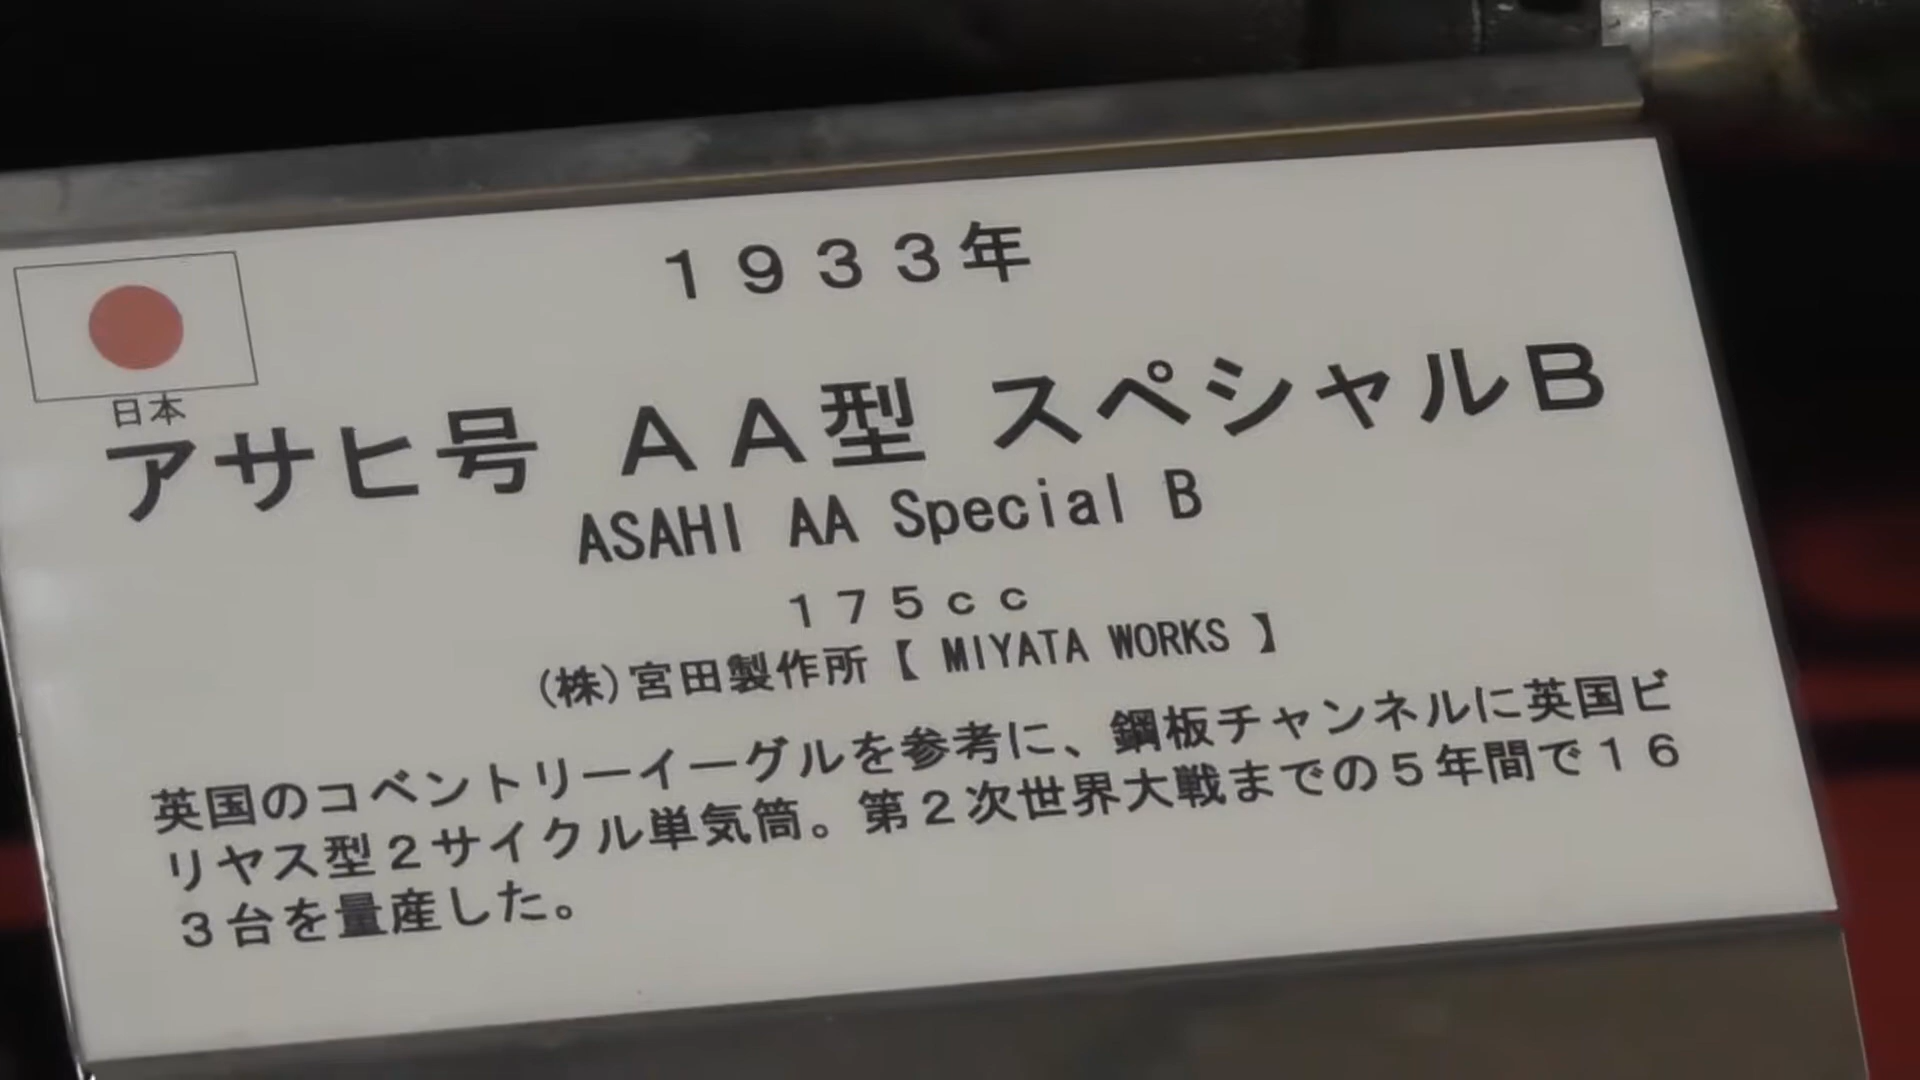 1933年
日本
アサヒ号 AA型 スペシャルB
ASAHI AA Special B
175cc
(株)宮田製作所【 MIYATA WORKS 】
英国のコベントリーイーグルを参考に、鋼板チャンネルに英国ビ
リヤス型2サイクル単気筒。第2次世界大戦までの5年間で16
3台を量産した。